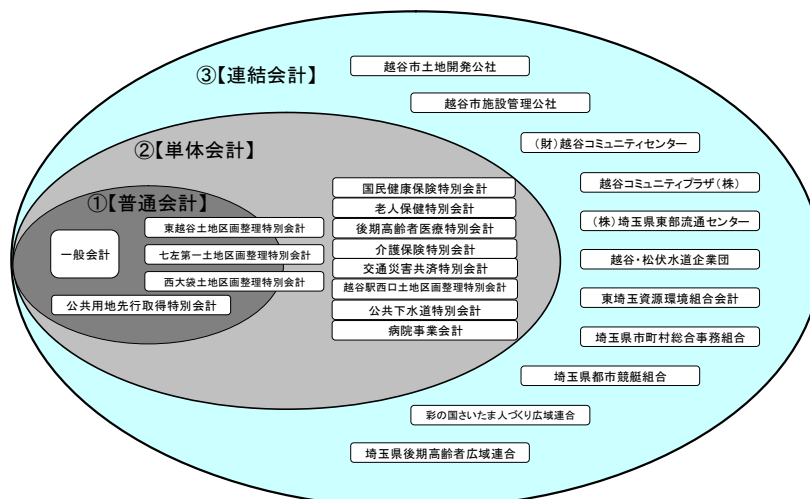 ③【連結会計】
越谷市土地開発公社
越谷市施設管理公社
(財)越谷コミュニティセンター
越谷コミュニティプラザ(株)
(株)埼玉県東部流通センター
越谷・松伏水道企業団
東埼玉資源環境組合会計
埼玉県市町村総合事務組合
埼玉県都市競艇組合
彩の国さいたま人づくり広域連合
埼玉県後期高齢者広域連合
②【単体会計】
国民健康保険特別会計
老人保健特別会計
後期高齢者医療特別会計
介護保険特別会計
交通災害共済特別会計
越谷駅西口土地区画整理特別会計
公共下水道特別会計
病院事業会計
①【普通会計】
一般会計
東越谷土地区画整理特別会計
七左第一土地区画整理特別会計
西大袋土地区画整理特別会計
公共用地先行取得特別会計